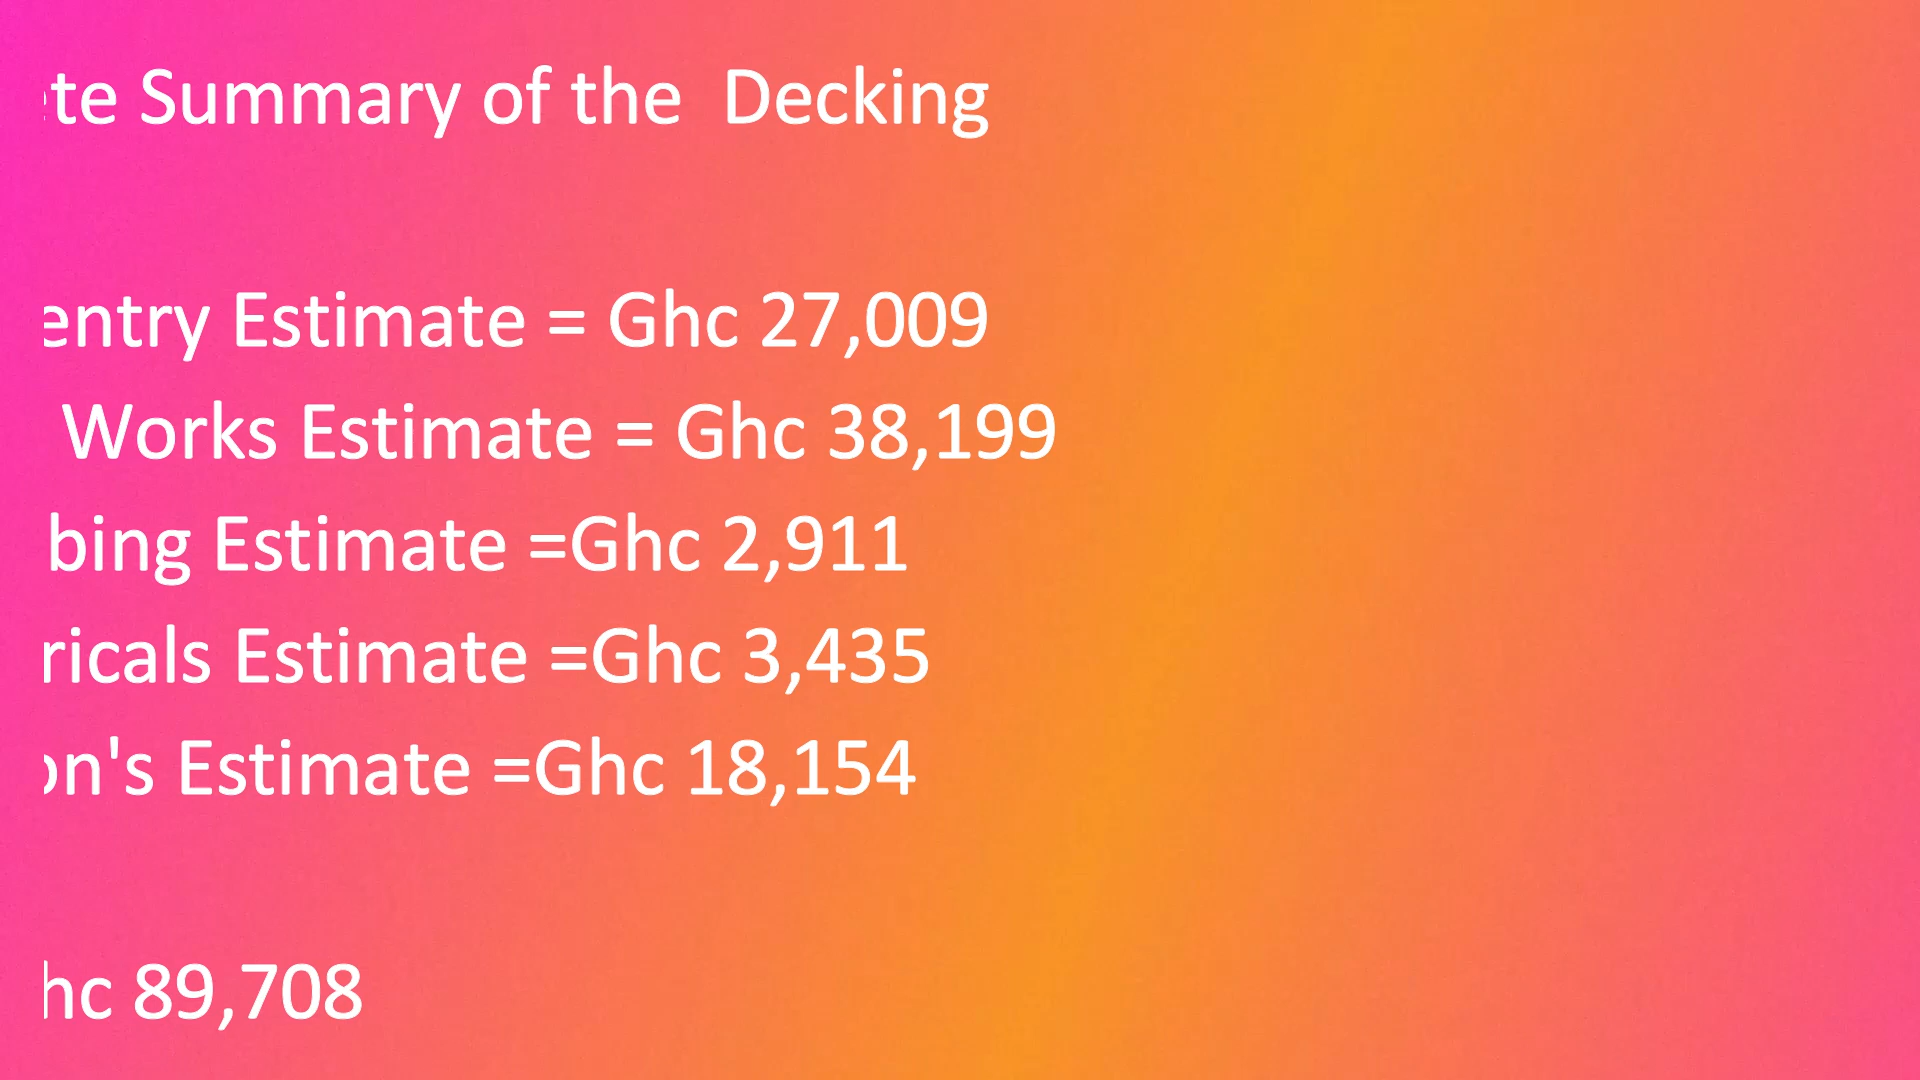 te Summary of the Decking
entry Estimate = Ghc 27,009
Works Estimate = Ghc 38,199
bing Estimate =Ghc 2,911
ricals Estimate =Ghc 3,435
on's Estimate =Ghc 18,154
hc 89,708